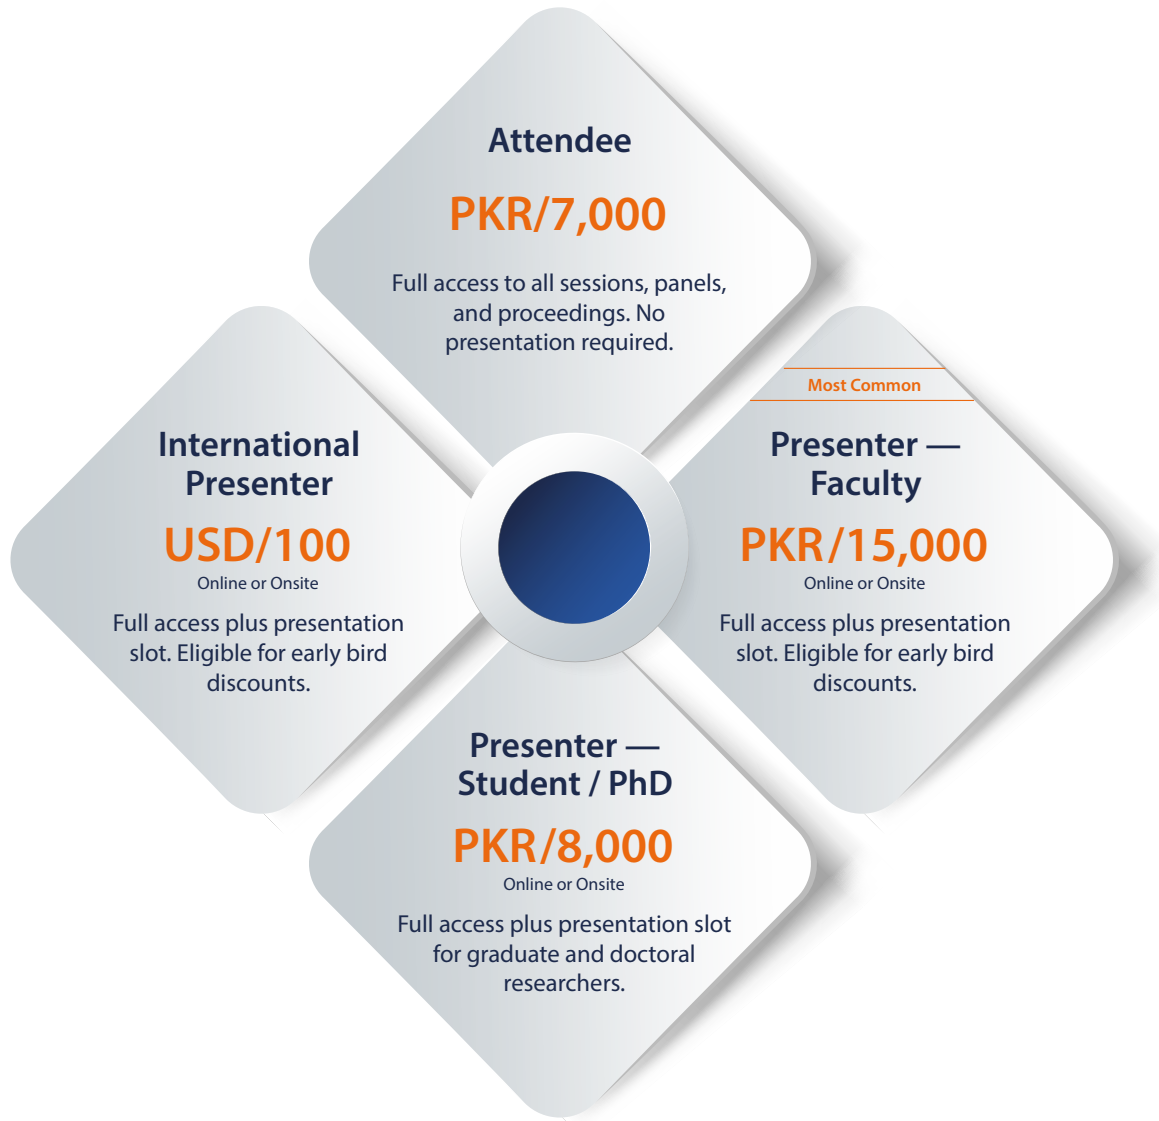 Attendee
PKR/7,000
Full access to all sessions, panels,
and proceedings. No
presentation required.
International
Presenter
USD/100
Online or Onsite
Full access plus presentation
slot. Eligible for early bird
discounts.
Most Common
Presenter —
Faculty
PKR/15,000
Online or Onsite
Full access plus presentation
slot. Eligible for early bird
discounts.
Presenter —
Student / PhD
PKR/8,000
Online or Onsite
Full access plus presentation slot
for graduate and doctoral
researchers.